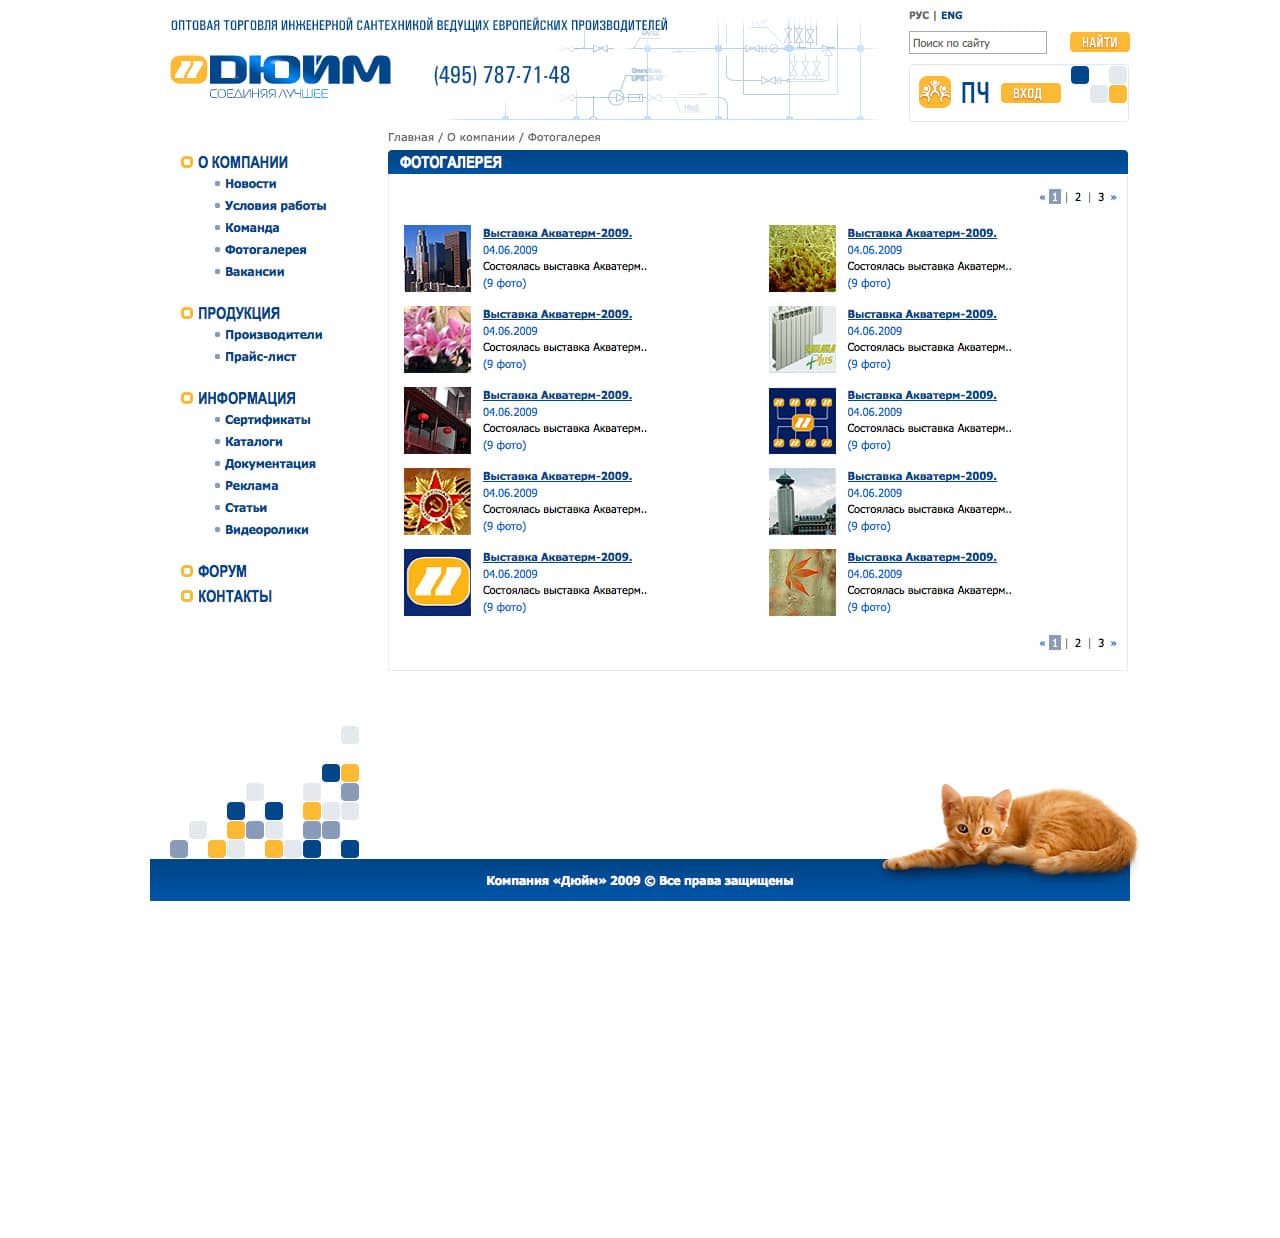 ОПТОВАЯ ТОРГОВЛЯ ИНЖЕНЕРНОЙ САНТЕХНИКОЙ ВЕДУЩИХ ЕВРОПЕЙСКИХ ПРОИЗВОДИТЕЛЕЙ
РУС | ENG
Поиск по сайту
НАЙТИ
ДЮЙМ
СОЕДИНЯЯ ЛУЧШЕЕ
(495) 787-71-48
ПЧ
ВХОД
Главная / О компании / Фотогалерея
О КОМПАНИИ
Новости
Условия работы
Команда
Фотогалерея
Вакансии
ПРОДУКЦИЯ
Производители
Прайс-лист
ИНФОРМАЦИЯ
Сертификаты
Каталоги
Документация
Реклама
Статьи
Видеоролики
ФОРУМ
КОНТАКТЫ
ФОТОГАЛЕРЕЯ
« 1 | 2 | 3 »
Выставка Акватерм-2009.
04.06.2009
Состоялась выставка Акватерм..
(9 фото)
Выставка Акватерм-2009.
04.06.2009
Состоялась выставка Акватерм..
(9 фото)
Выставка Акватерм-2009.
04.06.2009
Состоялась выставка Акватерм..
(9 фото)
Plus
Выставка Акватерм-2009.
04.06.2009
Состоялась выставка Акватерм..
(9 фото)
Выставка Акватерм-2009.
04.06.2009
Состоялась выставка Акватерм..
(9 фото)
Выставка Акватерм-2009.
04.06.2009
Состоялась выставка Акватерм..
(9 фото)
Выставка Акватерм-2009.
04.06.2009
Состоялась выставка Акватерм..
(9 фото)
Выставка Акватерм-2009.
04.06.2009
Состоялась выставка Акватерм..
(9 фото)
Выставка Акватерм-2009.
04.06.2009
Состоялась выставка Акватерм..
(9 фото)
Выставка Акватерм-2009.
04.06.2009
Состоялась выставка Акватерм..
(9 фото)
« 1 | 2 | 3 »
Компания «Дюйм» 2009 © Все права защищены